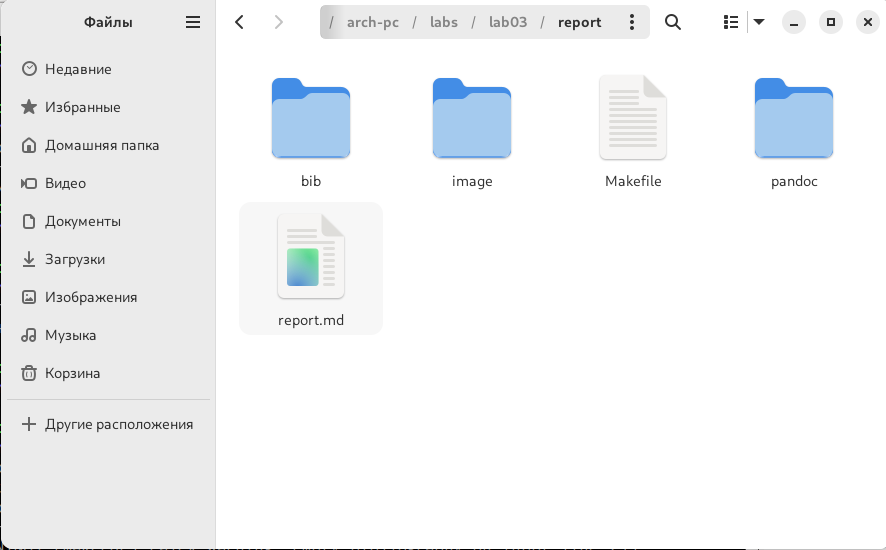 Файлы
/ arch-pc / labs / lab03 / report
Недавние
Избранные
Домашняя папка
Видео
Документы
Загрузки
Изображения
Музыка
Корзина
Другие расположения
bib
image
Makefile
pandoc
report.md